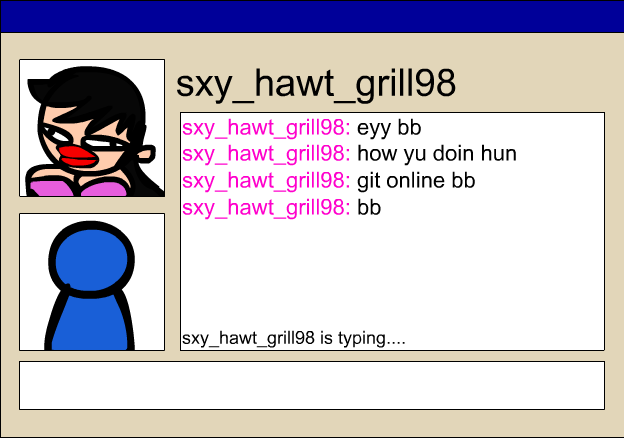 sxy_hawt_grill98
sxy_hawt_grill98: eyy bb
sxy_hawt_grill98: how yu doin hun
sxy_hawt_grill98: git online bb
sxy_hawt_grill98: bb
sxy_hawt_grill98 is typing....